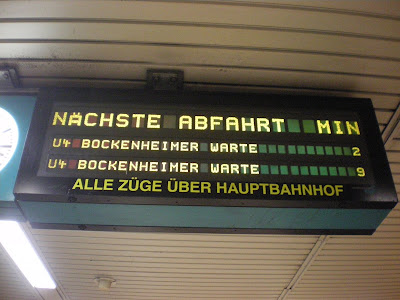 NÄCHSTE ABFAHRT MIN
U4 BOCKENHEIMER WARTE 2
U4 BOCKENHEIMER WARTE 9
ALLE ZÜGE ÜBER HAUPTBAHNHOF